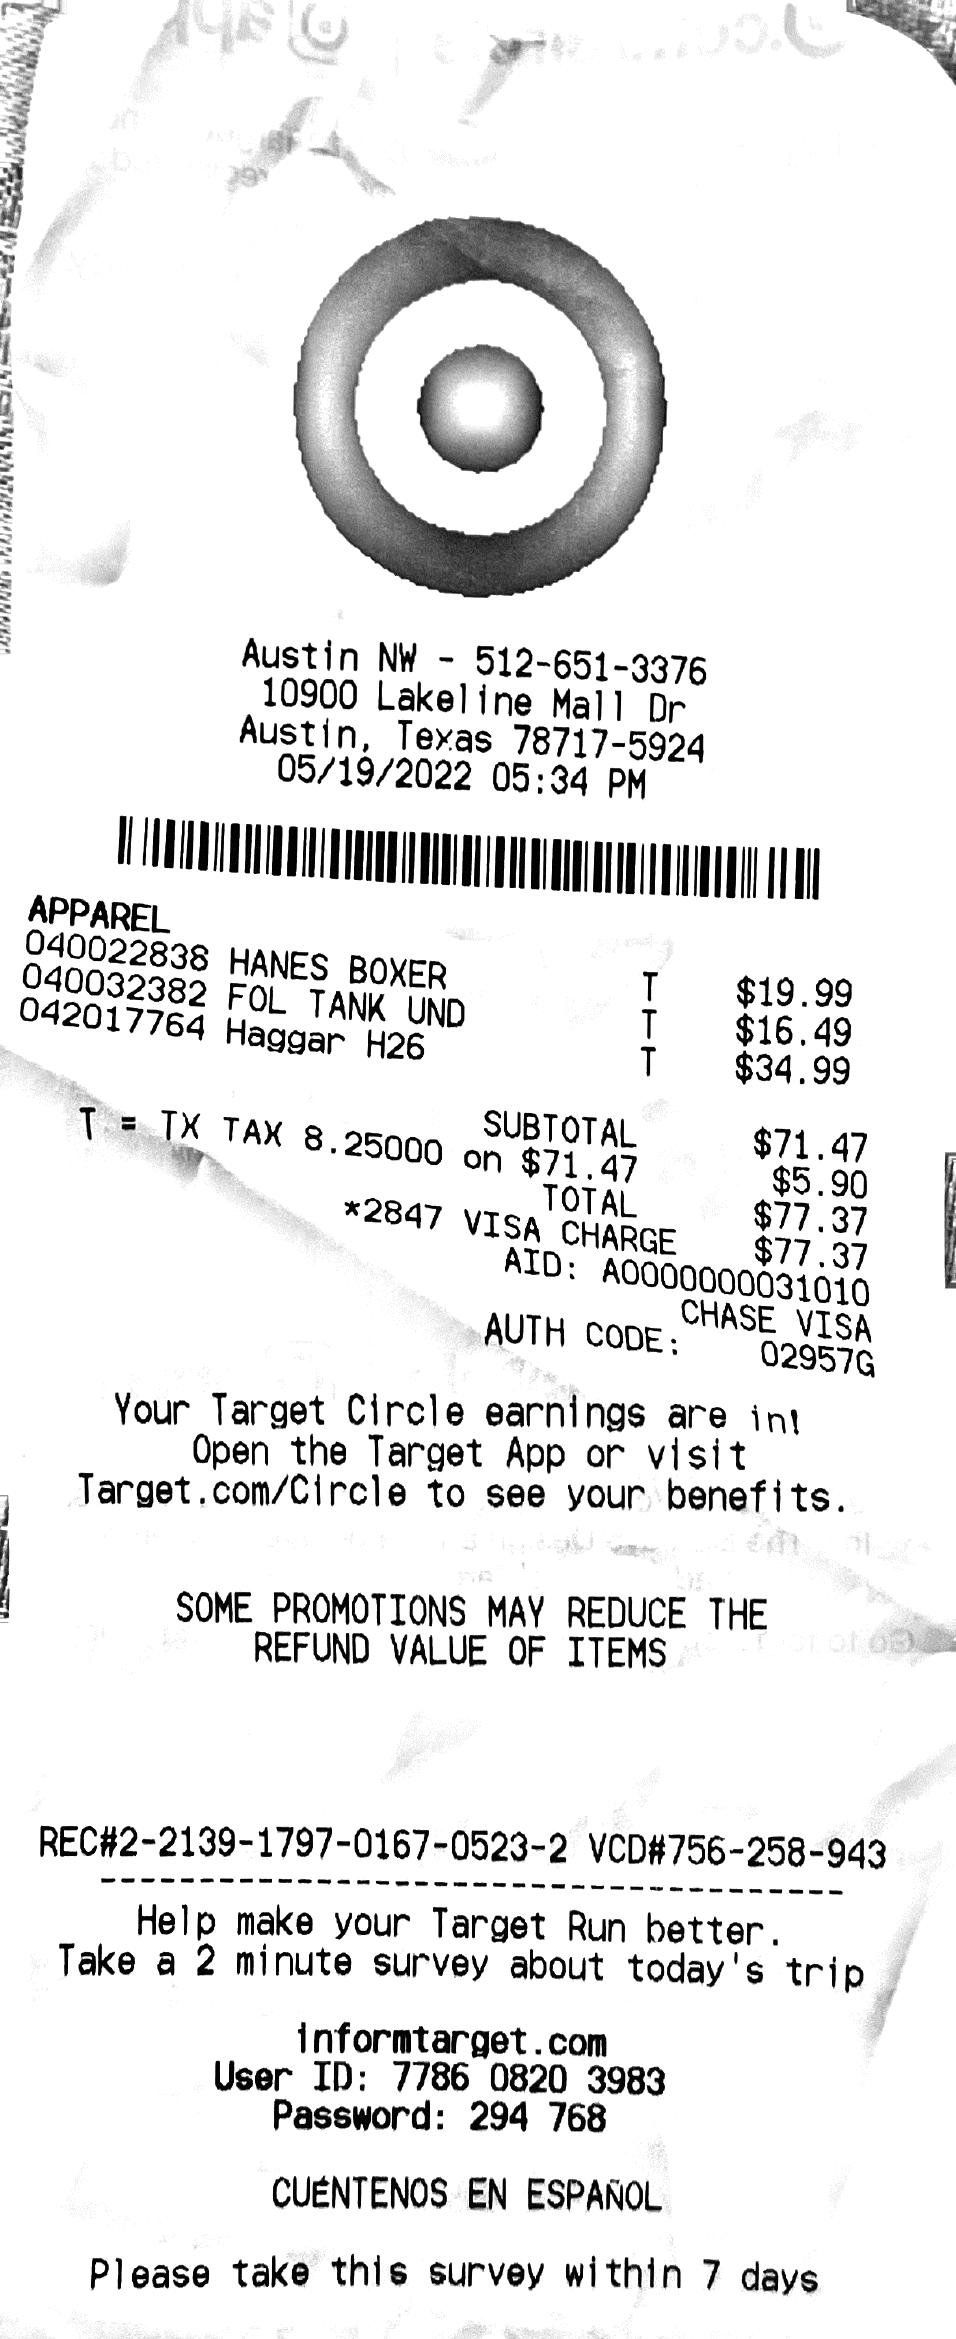 Austin NW - 512-651-3376
10900 Lakeline Mall Dr
Austin, Texas 78717-5924
05/19/2022 05:34 PM
APPAREL
040022838 HANES BOXER T $19.99
040032382 FOL TANK UND T $16.49
042017764 Haggar H26 T $34.99
SUBTOTAL $71.47
T = TX TAX 8.25000 on $71.47 $5.90
TOTAL $77.37
*2847 VISA CHARGE $77.37
AID: A0000000031010
CHASE VISA
AUTH CODE: 02957G
Your Target Circle earnings are in!
Open the Target App or visit
Target.com/Circle to see your benefits.
SOME PROMOTIONS MAY REDUCE THE
REFUND VALUE OF ITEMS
REC#2-2139-1797-0167-0523-2 VCD#756-258-943
Help make your Target Run better.
Take a 2 minute survey about today's trip
informtarget.com
User ID: 7786 0820 3983
Password: 294 768
CUÉNTENOS EN ESPAÑOL
Please take this survey within 7 days